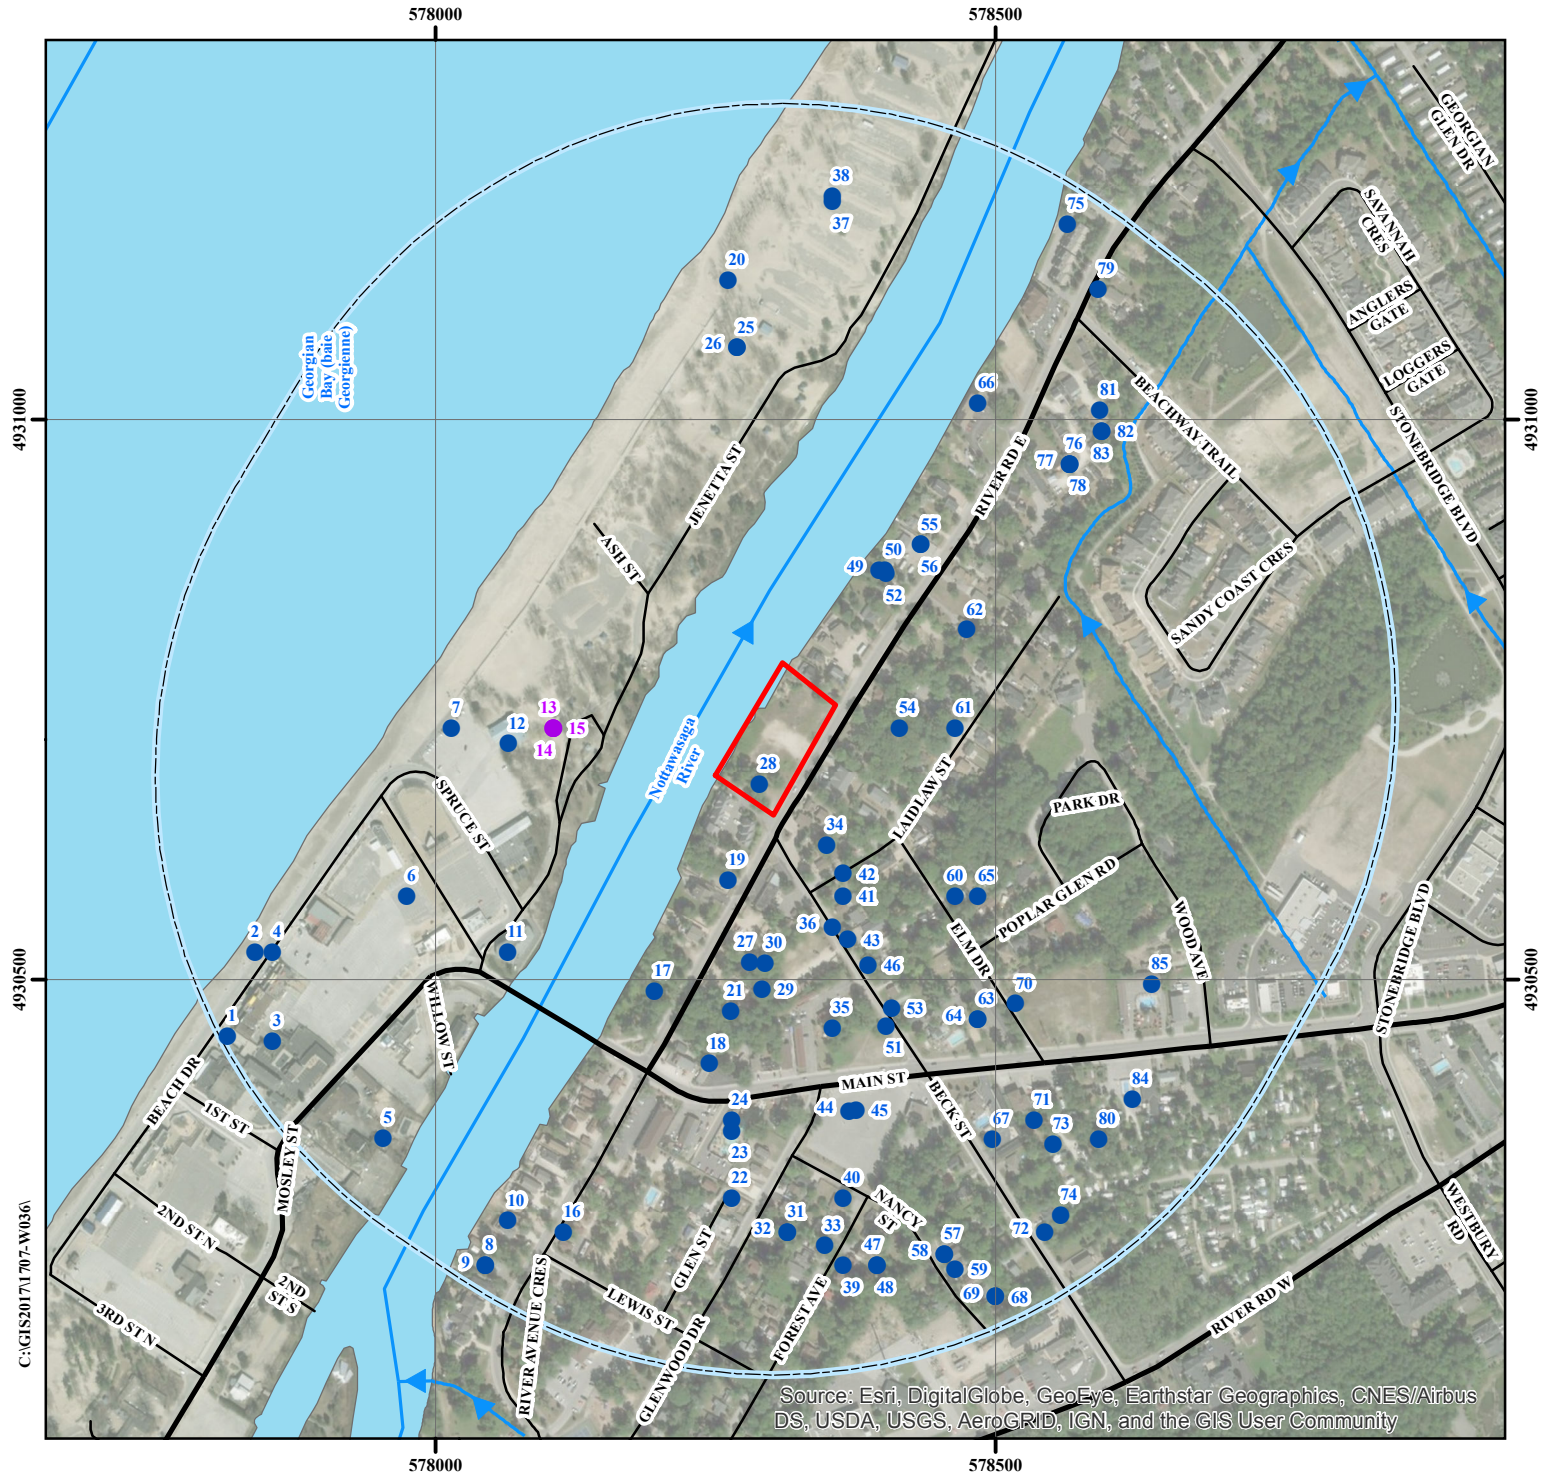 578000
578500
GEORGIAN
GLEN DR
38
37
75
SAVANNAH
CRES
20
79
25
26
ANGLERS
GATE
Georgian
Bay (baie
Georgienne)
LOGGERS
GATE
66
81
BEACHWAY TRAIL
4931000
4931000
82
76
83
77
78
STONEBRIDGE BLVD
RIVER RD E
JENETTA ST
55
50
49
56
52
ASH ST
SANDY COAST CRES
62
7
12
13
15
14
54
61
Nottawasaga
River
28
SPRUCE ST
LAIDLAW ST
PARK DR
34
19
42
41
60
65
6
POPLAR GLEN RD
WOOD AVE
STONEBRIDGE BLVD
36
43
ELM DR
2
4
11
27
30
46
85
4930500
4930500
17
29
21
53
63
70
64
35
51
1
3
WILLOW ST
18
BEACH DR
MAIN ST
BECK ST
84
24
44
45
71
67
73
80
1ST ST
5
23
MOSLEY ST
22
40
NANCY
ST
74
72
10
16
31
32
33
47
57
58
2ND ST N
8
9
59
39
48
69
68
WESTBURY
RD
GLEN ST
2ND
ST S
RIVER AVENUE CRES
LEWIS ST
FOREST AVE
GLENWOOD DR
RIVER RD W
3RD ST N
C:\GIS2017\1707-W036\
Source: Esri, DigitalGlobe, GeoEye, Earthstar Geographics, CNES/Airbus
DS, USDA, USGS, AeroGRID, IGN, and the GIS User Community
578000
578500